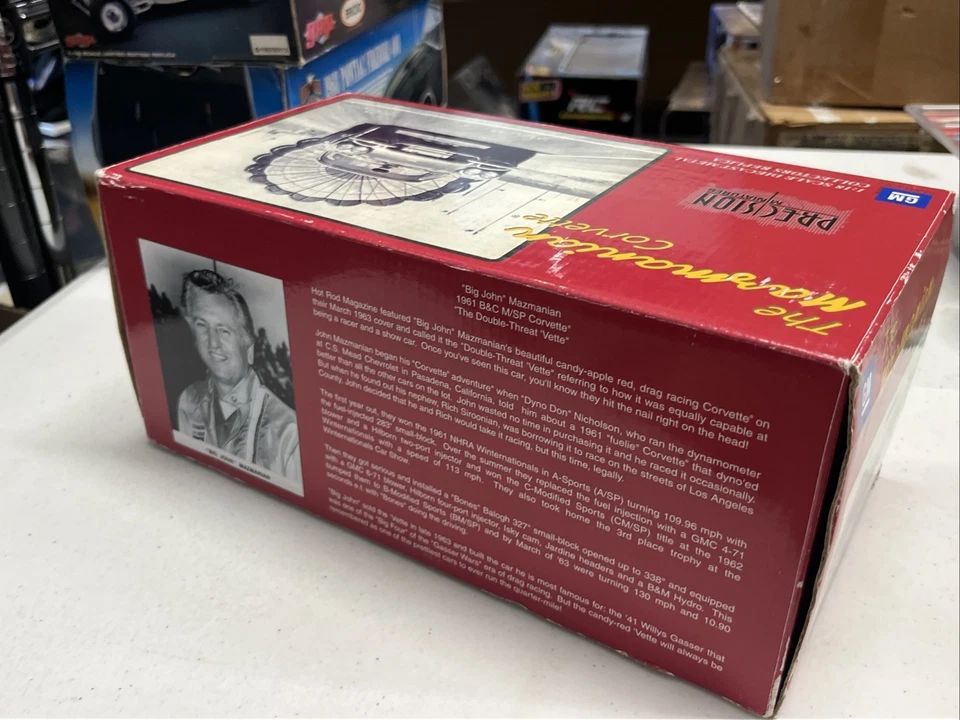 GM
1:18 SCALE DIECAST METAL
COLLECTORS REPLICA
PRECISION
The
Mazmanian
Corvette
"Big John" Mazmanian
1961 B&C M/SP Corvette"
"The Double-Threat 'Vette"
Hot Rod Magazine featured "Big John" Mazmanian's beautiful candy-apple red, drag racing Corvette" on
their March 1963 cover and called it the "Double-Threat 'Vette" referring to how it was equally capable at
being a racer and a show car. Once you've seen this car, you'll know they hit the nail right on the head!
John Mazmanian began his "Corvette" adventure" when "Dyno Don" Nicholson, who ran the dynamometer
at C.S. Mead Chevrolet in Pasadena, California, told him about a 1961 "fuelie" Corvette" that dyno'ed
better than all the other cars on the lot. John wasted no time in purchasing it and he raced it occasionally.
But when he found out his nephew, Rich Siroonian, was borrowing it to race on the streets of Los Angeles
County, John decided that he and Rich would take it racing, but this time, legally.
The first year out, they won the 1961 NHRA Winternationals in A-Sports (A/SP) turning 109.96 mph with
the fuel-injected 283" small-block. Over the summer they replaced the fuel injection with a GMC 4-71
blower and a Hilborn two-port injector and won the C-Modified Sports (CM/SP) title at the 1962
Winternationals with a speed of 113 mph. They also took home the 3rd place trophy at the
Winternationals Car Show.
Then they got serious and installed a "Bones" Balogh 327" small-block opened up to 338" and equipped
with a GMC 6-71 blower, Hilborn four-port injector, Isky cam, Jardine headers and a B&M Hydro. This
bumped them to B-Modified Sports (BM/SP) and by March of '63 were turning 130 mph and 10.90
seconds e.t. with "Bones" doing the driving.
"Big John" sold the 'Vette in late 1963 and built the car he is most famous for: the '41 Willys Gasser that
was one of the "Big Four" of the "Gasser Wars" era of drag racing. But the candy-red 'Vette will always be
remembered as one of the prettiest cars to ever run the quarter-mile!
"BIG JOHN" MAZMANIAN
GM